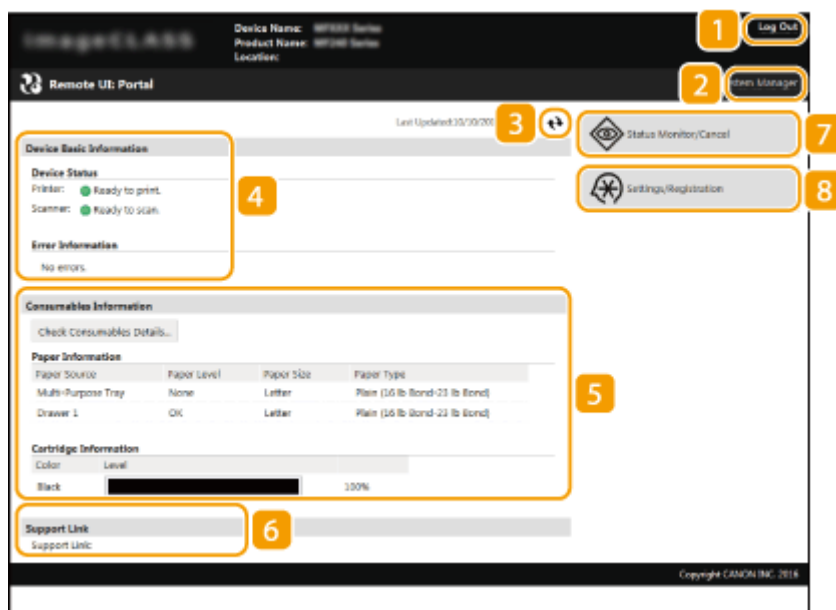 imageCLASS
Device Name:
Product Name:
Location:
1
Log Out
Remote UI: Portal
2
stem Manager
Last Updated:10/10/201
3
Status Monitor/Cancel
7
Device Basic Information
Device Status
Printer: Ready to print.
Scanner: Ready to scan.
4
Settings/Registration
8
Error Information
No errors.
Consumables Information
Check Consumables Details...
Paper Information
Paper Source Paper Level Paper Size Paper Type
Multi-Purpose Tray None Letter Plain (16 lb Bond-23 lb Bond)
Drawer 1 OK Letter Plain (16 lb Bond-23 lb Bond)
5
Cartridge Information
Color Level
Black 100%
Support Link
6
Support Link:
Copyright CANON INC. 2016